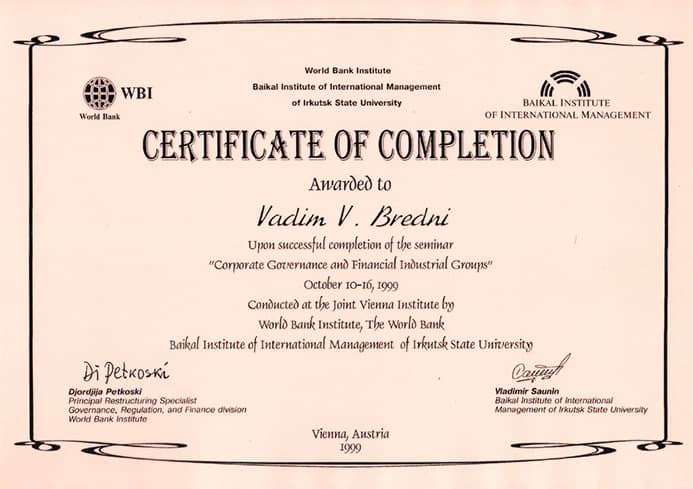 World Bank Institute
Baikal Institute of International Management
of Irkutsk State University
WBI
World Bank
BAIKAL INSTITUTE
OF INTERNATIONAL MANAGEMENT
CERTIFICATE OF COMPLETION
Awarded to
Vadim V. Bredni
Upon successful completion of the seminar
"Corporate Governance and Financial Industrial Groups"
October 10-16, 1999
Conducted at the Joint Vienna Institute by
World Bank Institute, The World Bank
Baikal Institute of International Management of Irkutsk State University
Dj Petkoski
Djordjija Petkoski
Principal Restructuring Specialist
Governance, Regulation, and Finance division
World Bank Institute
Vladimir Saunin
Baikal Institute of International
Management of Irkutsk State University
Vienna, Austria
1999